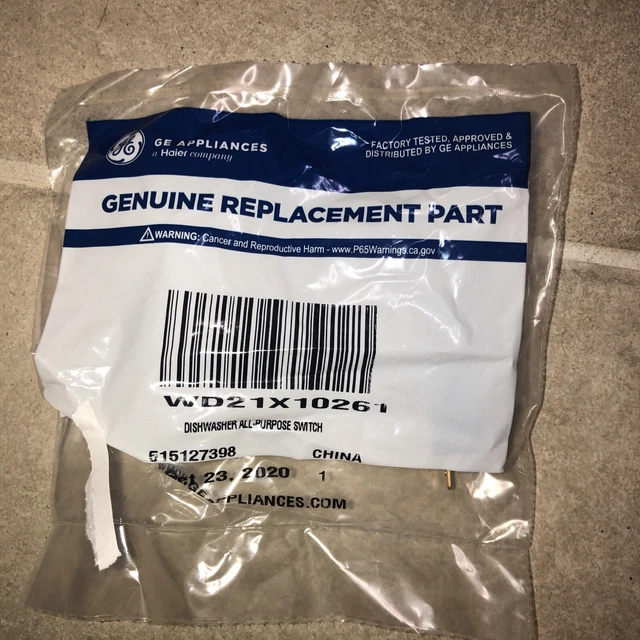 GE APPLIANCES
a Haier company
FACTORY TESTED, APPROVED &
DISTRIBUTED BY GE APPLIANCES
GENUINE REPLACEMENT PART
WARNING: Cancer and Reproductive Harm - www.P65Warnings.ca.gov
WD21X10261
DISHWASHER ALL-PURPOSE SWITCH
515127398 CHINA
23, 2020 1
GEAPPLIANCES.COM